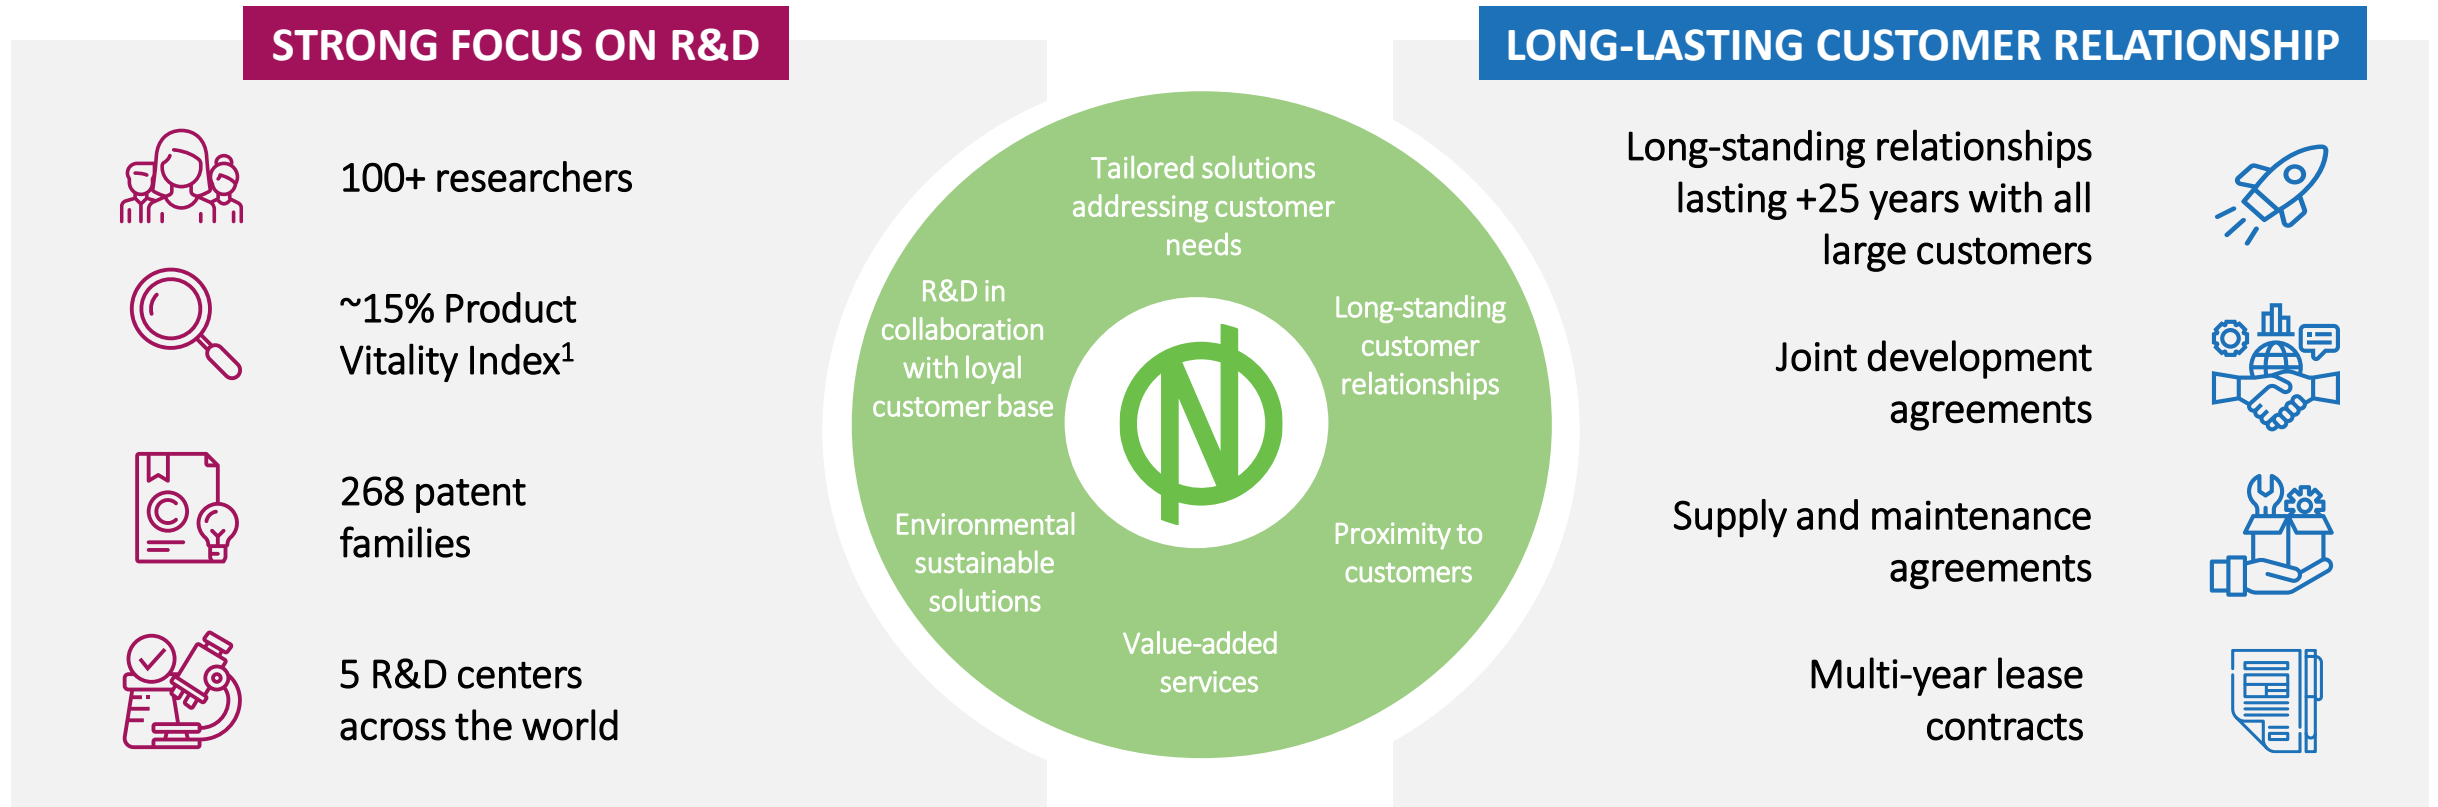 STRONG FOCUS ON R&D
100+ researchers
~15% Product
Vitality Index¹
268 patent
families
5 R&D centers
across the world
Tailored solutions
addressing customer
needs
R&D in
collaboration
with loyal
customer base
Long-standing
customer
relationships
Environmental
sustainable
solutions
Proximity to
customers
Value-added
services
LONG-LASTING CUSTOMER RELATIONSHIP
Long-standing relationships
lasting +25 years with all
large customers
Joint development
agreements
Supply and maintenance
agreements
Multi-year lease
contracts